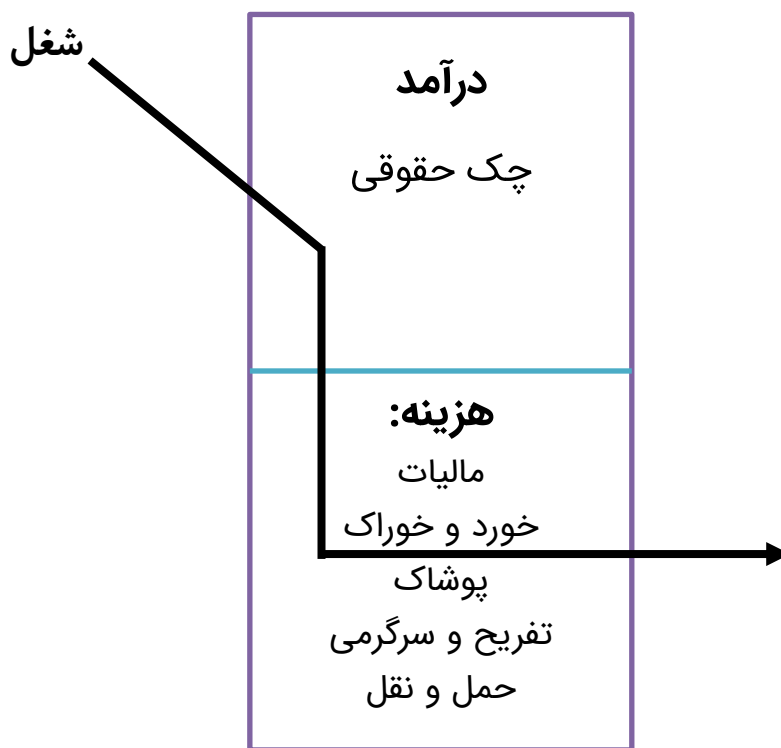 شغل
درآمد
چک حقوقی
هزینه:
مالیات
خورد و خوراک
پوشاک
تفریح و سرگرمی
حمل و نقل